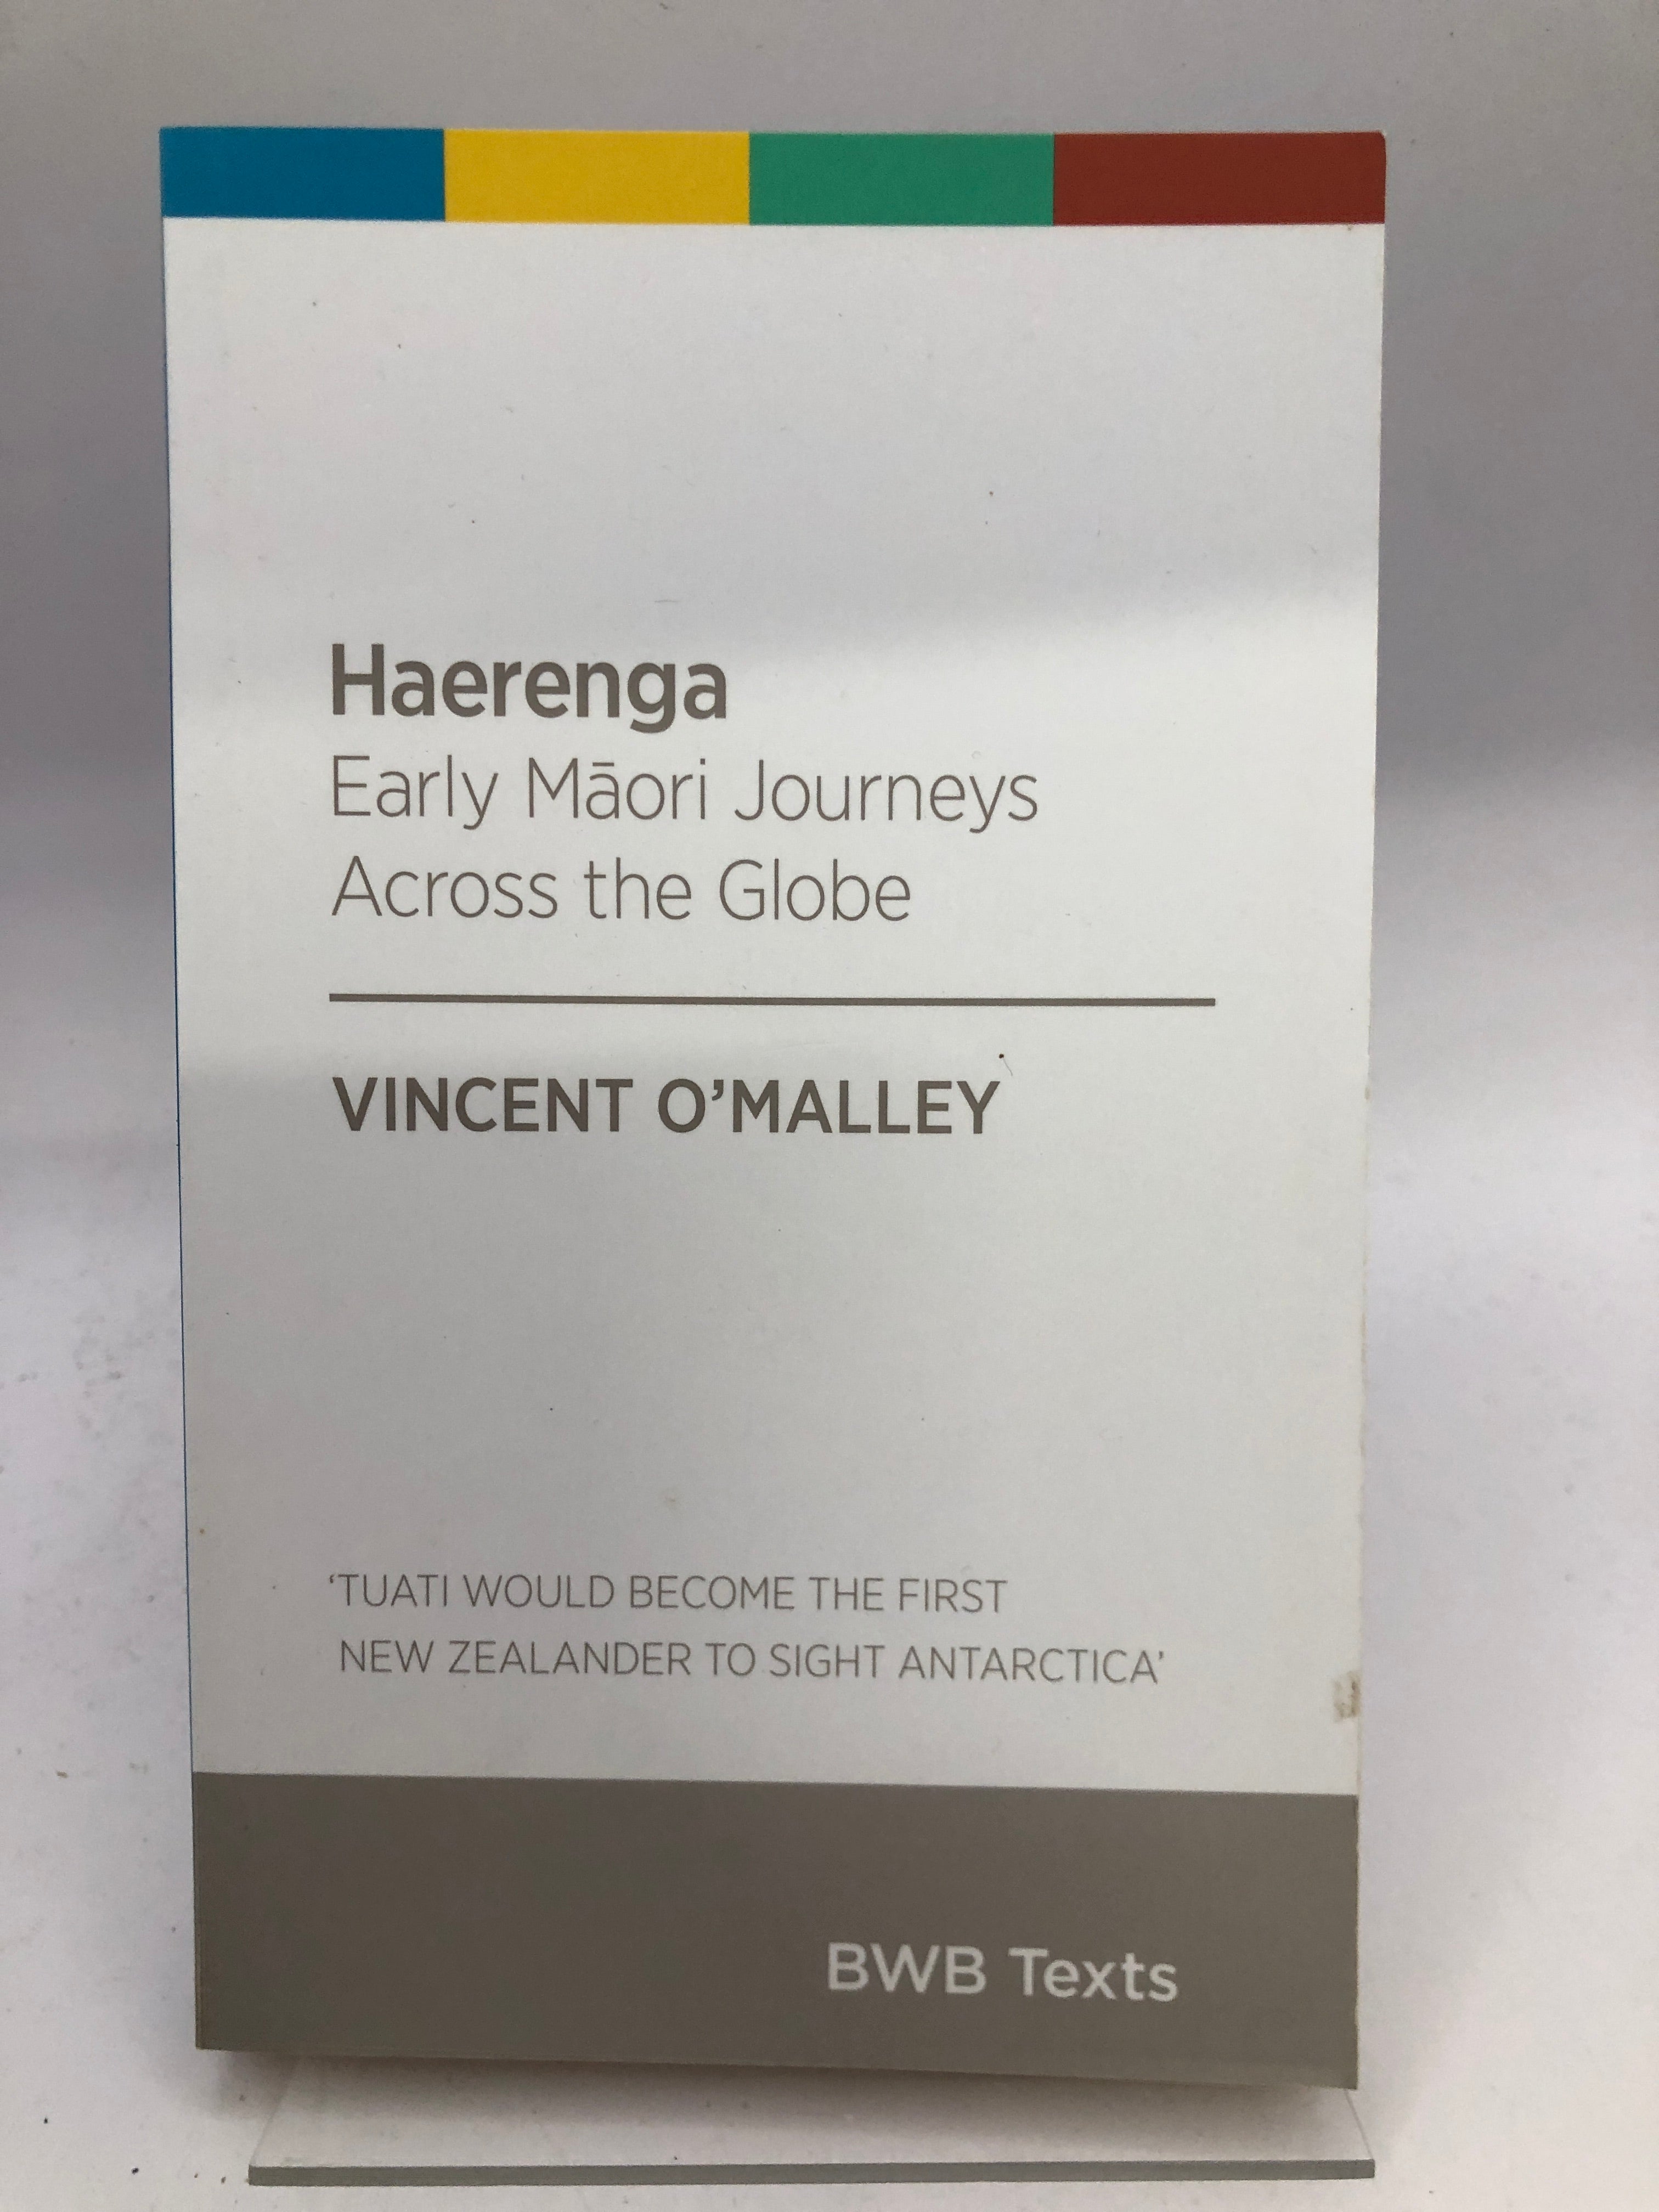 Haerenga
Early Māori Journeys
Across the Globe
VINCENT O’MALLEY
‘TUATI WOULD BECOME THE FIRST
NEW ZEALANDER TO SIGHT ANTARCTICA’
BWB Texts